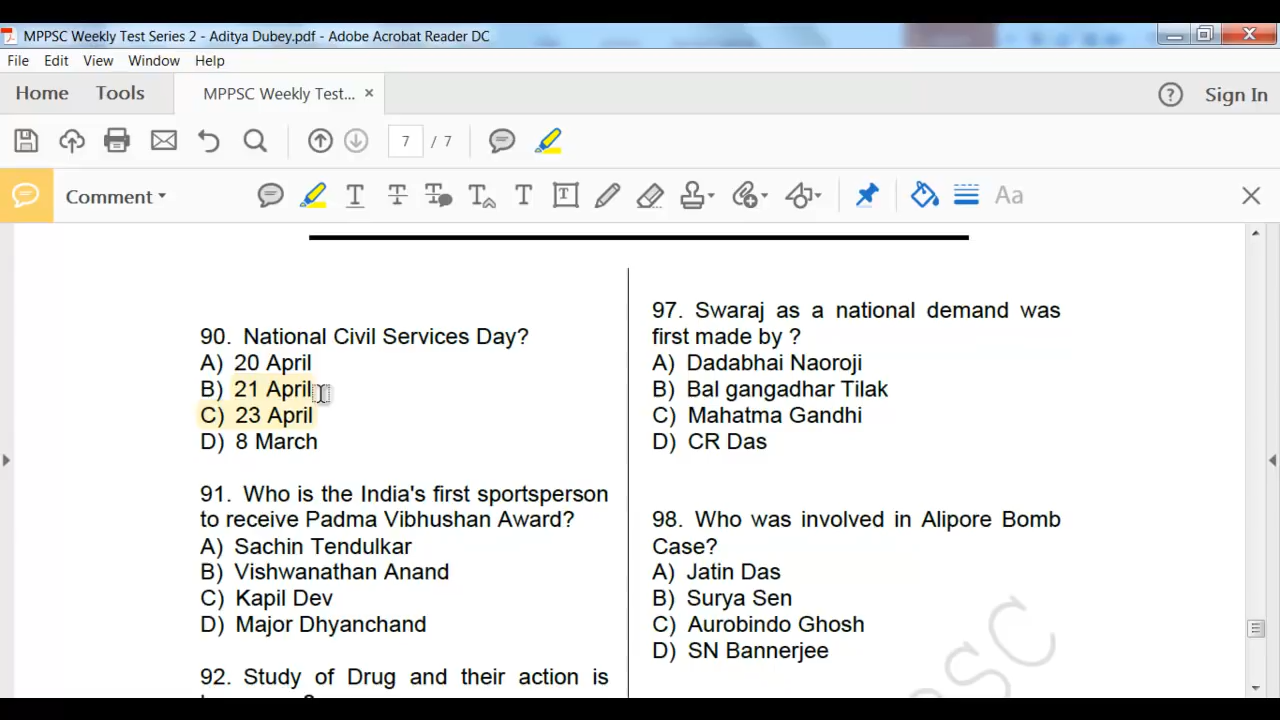 MPPSC Weekly Test Series 2 - Aditya Dubey.pdf - Adobe Acrobat Reader DC
File Edit View Window Help
Home Tools MPPSC Weekly Test... × Sign In
7 / 7
Comment Aa
90. National Civil Services Day?
A) 20 April
B) 21 April
C) 23 April
D) 8 March
91. Who is the India's first sportsperson
to receive Padma Vibhushan Award?
A) Sachin Tendulkar
B) Vishwanathan Anand
C) Kapil Dev
D) Major Dhyanchand
92. Study of Drug and their action is
97. Swaraj as a national demand was
first made by ?
A) Dadabhai Naoroji
B) Bal gangadhar Tilak
C) Mahatma Gandhi
D) CR Das
98. Who was involved in Alipore Bomb
Case?
A) Jatin Das
B) Surya Sen
C) Aurobindo Ghosh
D) SN Bannerjee